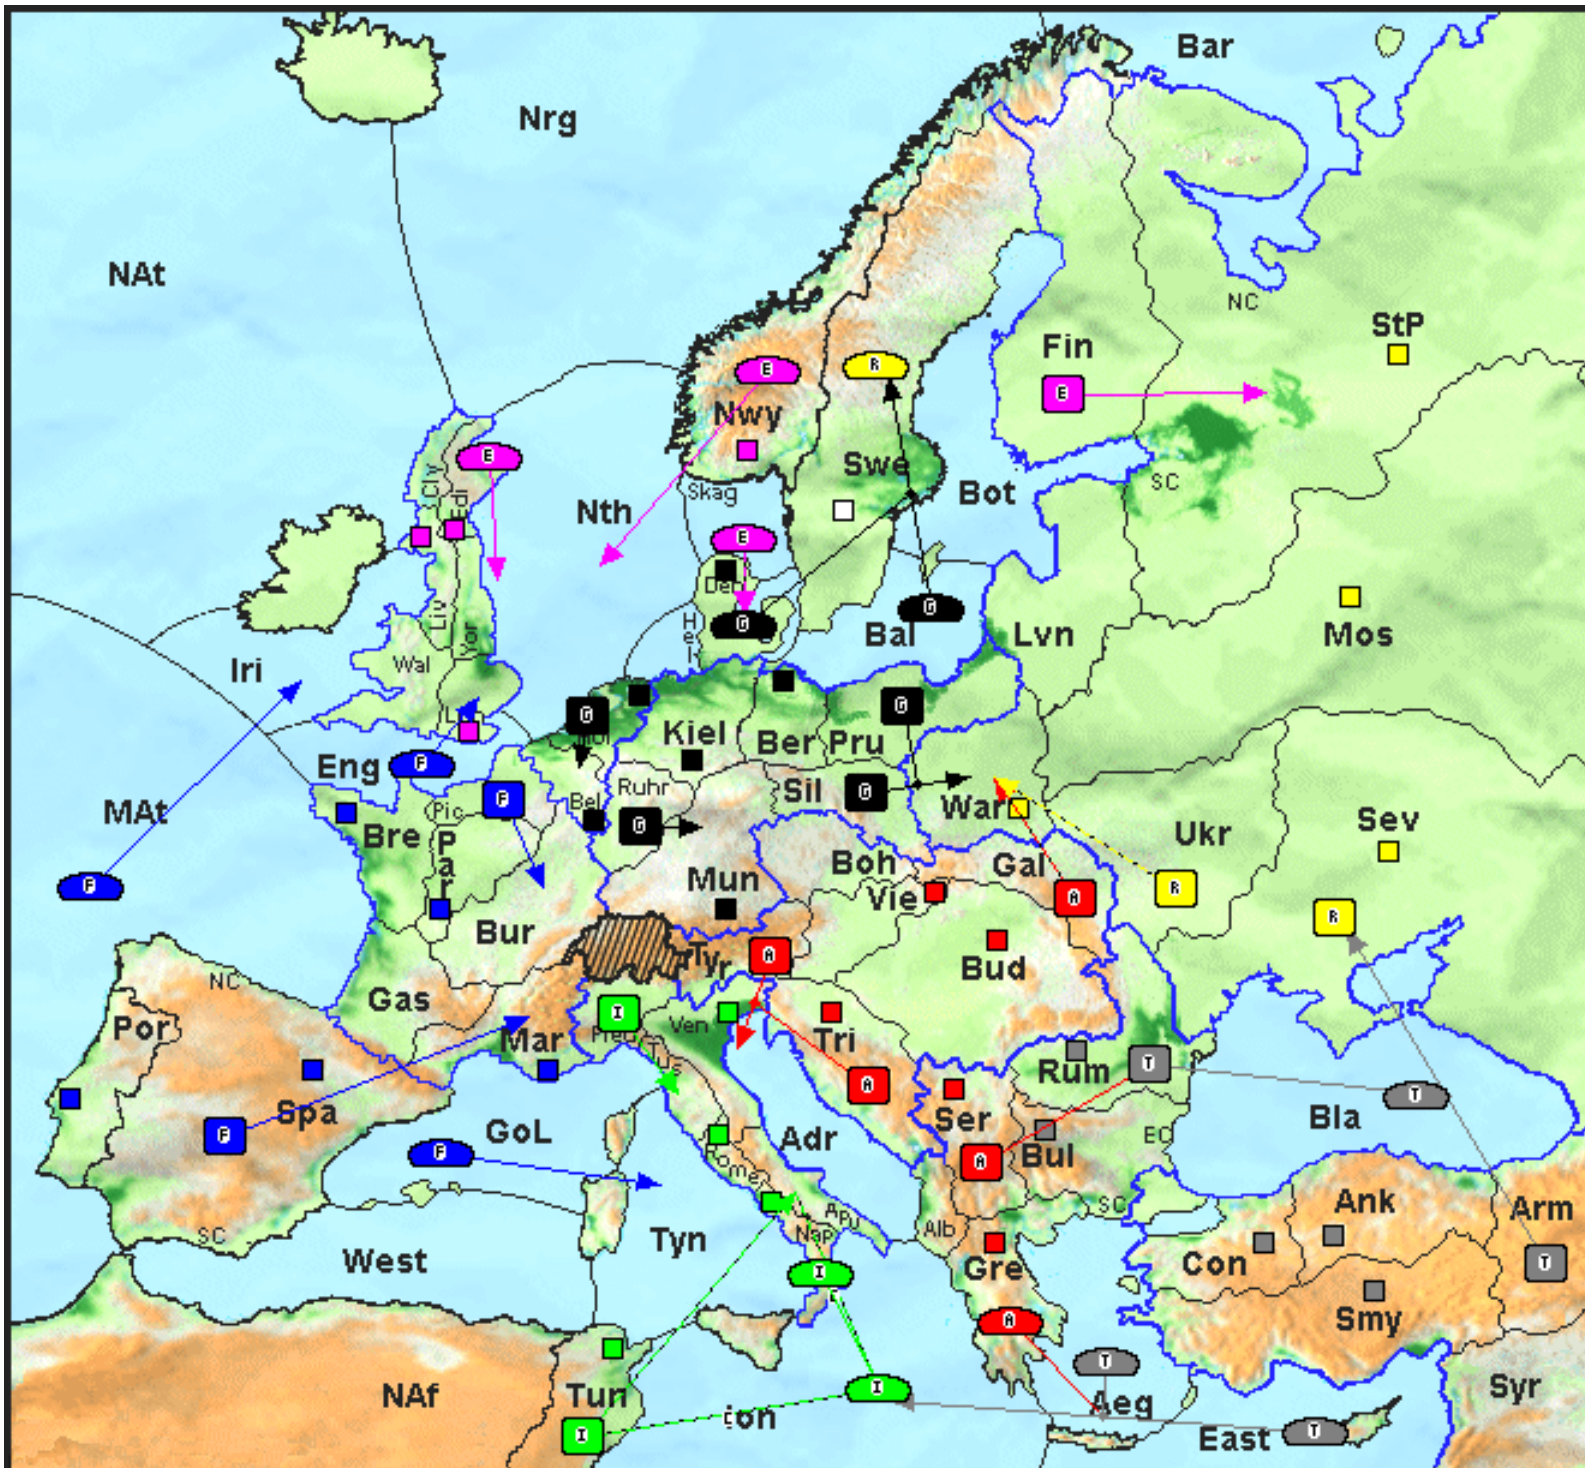 Bar
Nrg
NAt
NC
StP
Fin
Nwy
Swe
Skag
Nth
Bot
SC
Cly
Edi
Den
Hel
Bal
Lvn
Mos
Iri
Liv
Yor
Wal
Lon
Hol
Kiel
Ber
Pru
Eng
Pic
Bel
Ruhr
Sil
War
Ukr
Sev
MAt
Bre
Par
Boh
Gal
Mun
Vie
Bur
Tyr
Bud
NC
Gas
Por
Mar
Pied
Ven
Tus
Tri
Rum
Ser
Spa
GoL
Adr
Bul
EC
Bla
Rome
SC
SC
Ank
Arm
West
Tyn
Apu
Nap
Alb
Con
Gre
Smy
NAf
Tun
Ion
Aeg
East
Syr
E
R
E
E
E
G
G
G
G
F
F
G
G
A
R
F
R
A
I
T
A
T
F
F
A
T
I
A
T
I
I
T